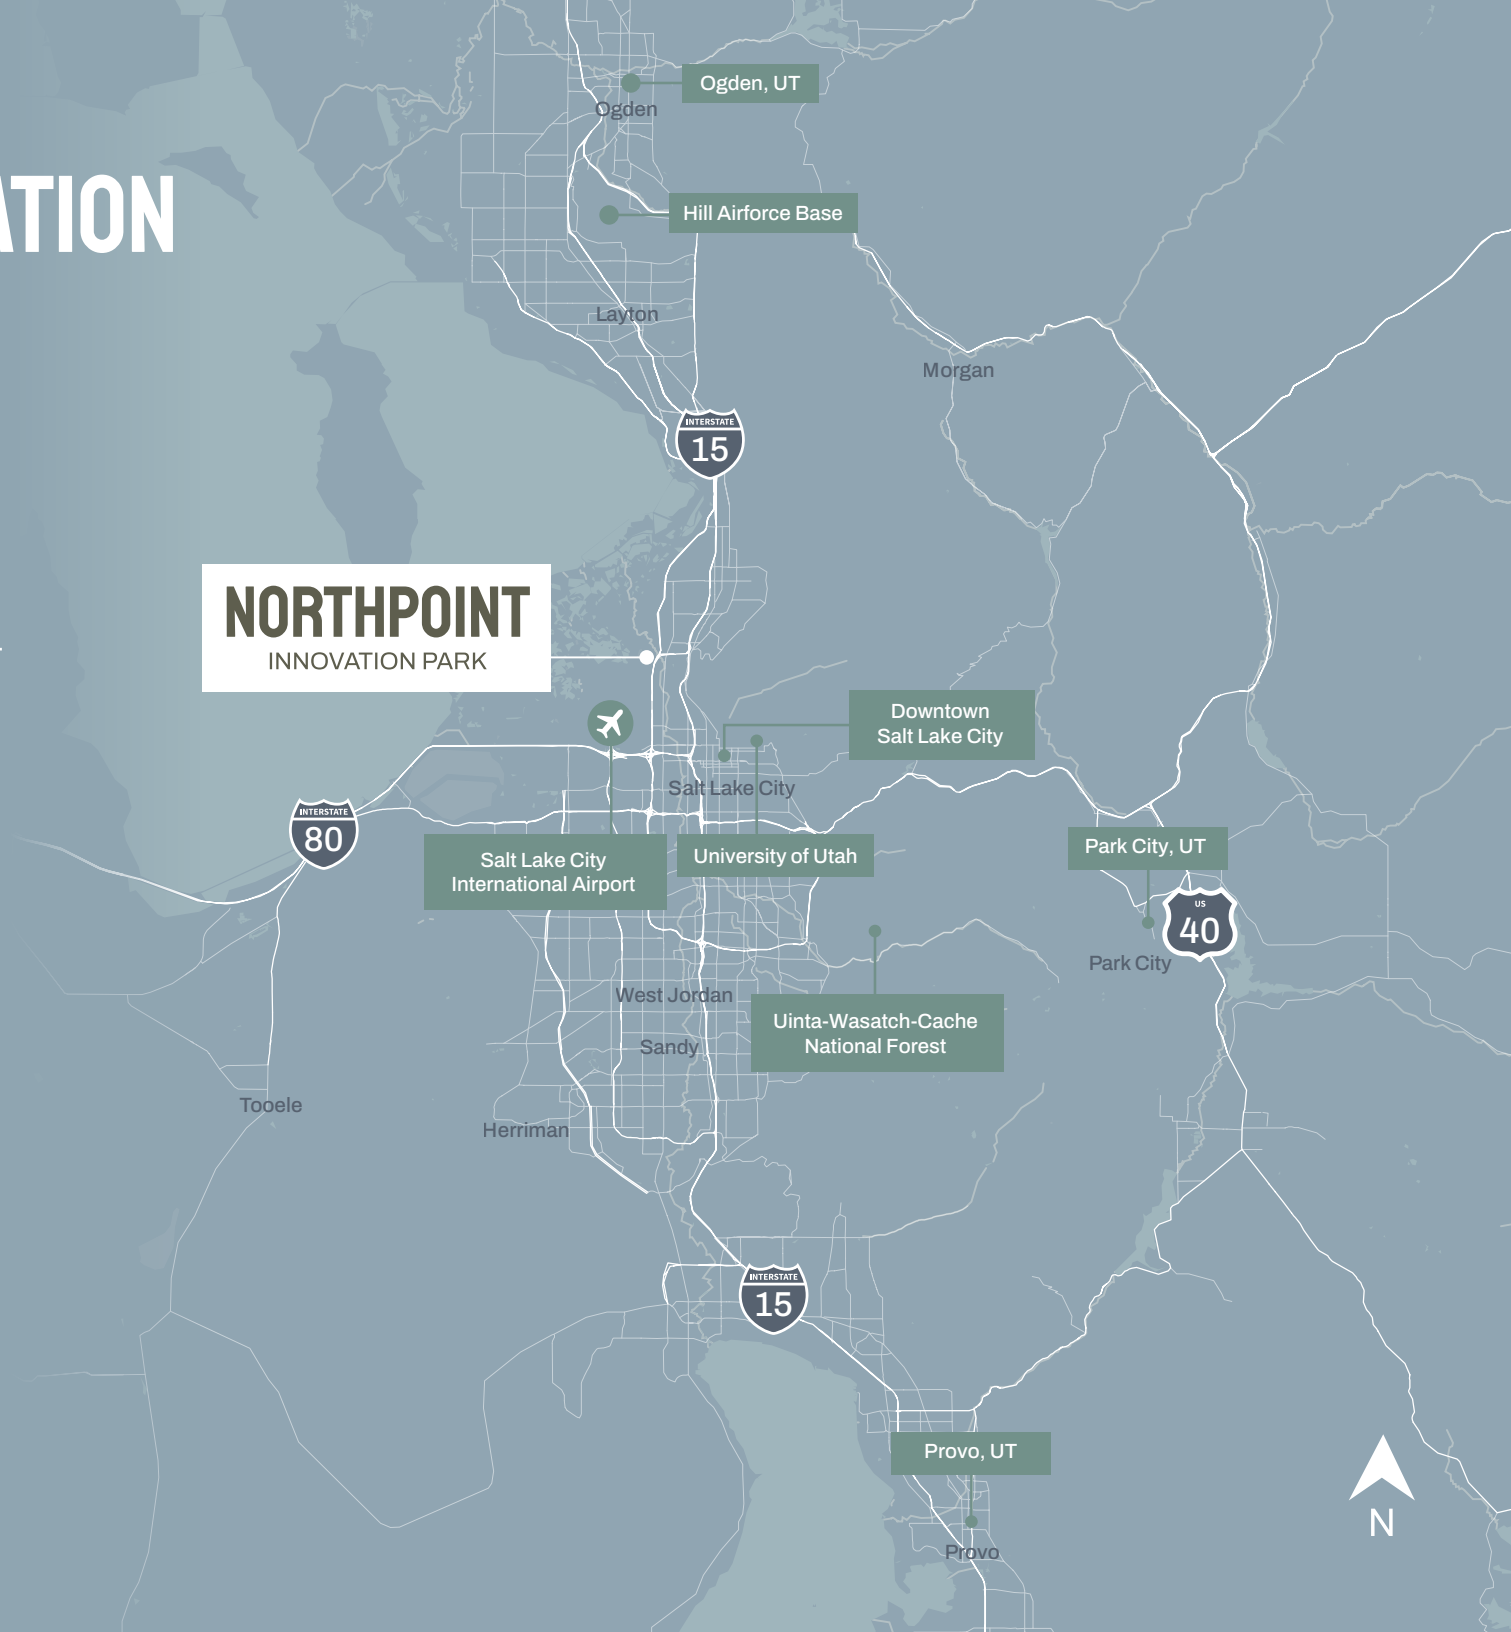 ATION
Ogden, UT
Ogden
Hill Airforce Base
Layton
Morgan
INTERSTATE
15
NORTHPOINT
INNOVATION PARK
Downtown
Salt Lake City
Salt Lake City
INTERSTATE
80
Salt Lake City
International Airport
University of Utah
Park City, UT
US
40
Park City
West Jordan
Uinta-Wasatch-Cache
National Forest
Sandy
Tooele
Herriman
INTERSTATE
15
Provo, UT
Provo
N